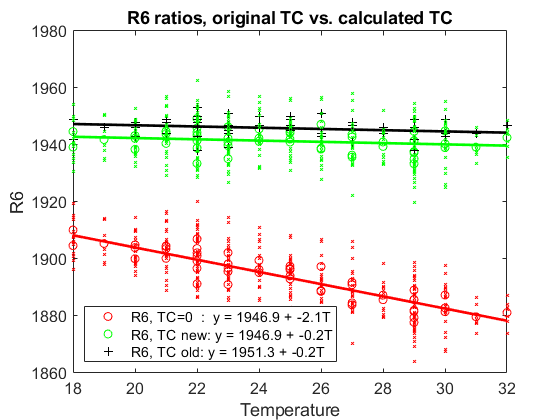 R6 ratios, original TC vs. calculated TC
1980
1960
1940
1920
1900
1880
1860
R6
R6, TC=0 : y = 1946.9 + -2.1T
R6, TC new: y = 1946.9 + -0.2T
R6, TC old: y = 1951.3 + -0.2T
18 20 22 24 26 28 30 32
Temperature